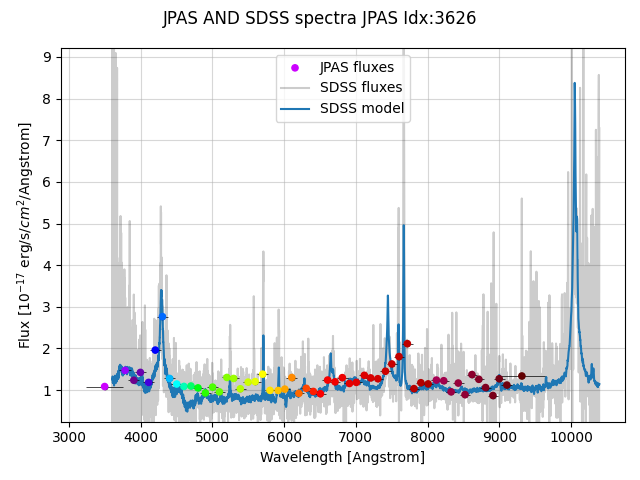 JPAS AND SDSS spectra JPAS Idx:3626
JPAS fluxes
SDSS fluxes
SDSS model
Flux [10^{-17} erg/s/cm^2/Angstrom]
9
8
7
6
5
4
3
2
1
3000 4000 5000 6000 7000 8000 9000 10000
Wavelength [Angstrom]